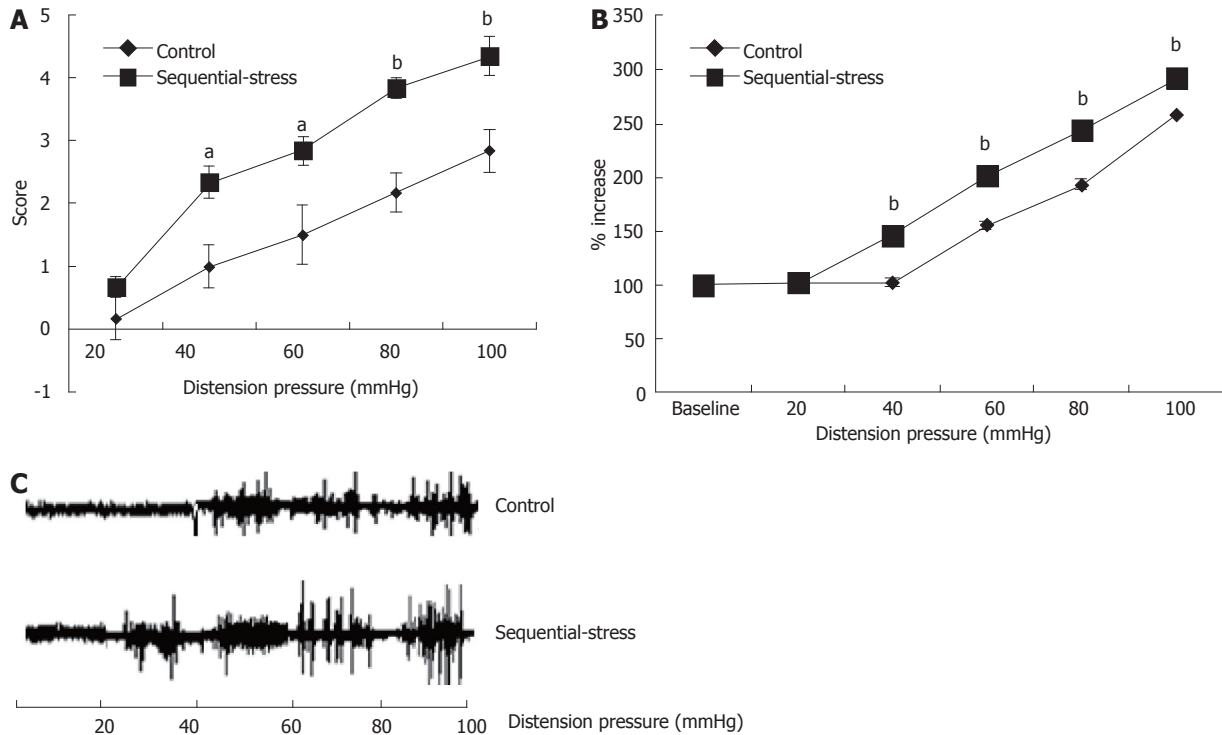 A
5
4
3
2
1
0
-1
Score
Control
Sequential-stress
a
a
b
b
20 40 60 80 100
Distension pressure (mmHg)
B
350
300
250
200
150
100
50
0
% increase
Control
Sequential-stress
b
b
b
b
Baseline 20 40 60 80 100
Distension pressure (mmHg)
C
Control
Sequential-stress
20 40 60 80 100 Distension pressure (mmHg)